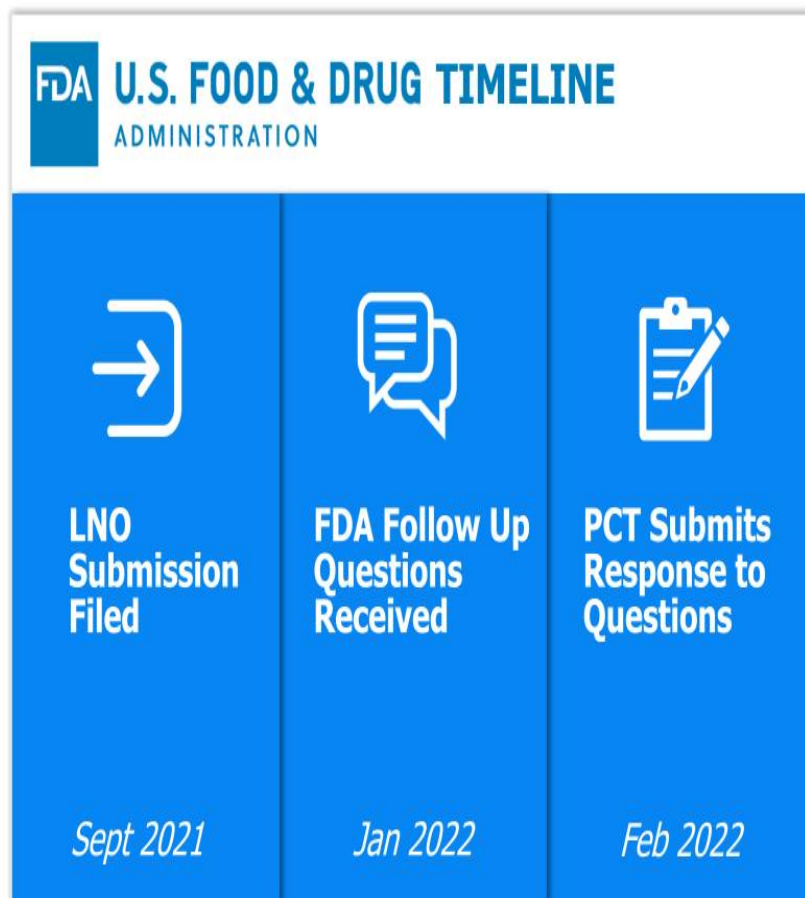 FDA U.S. FOOD & DRUG TIMELINE
ADMINISTRATION
LNO
Submission
Filed
Sept 2021
FDA Follow Up
Questions
Received
Jan 2022
PCT Submits
Response to
Questions
Feb 2022